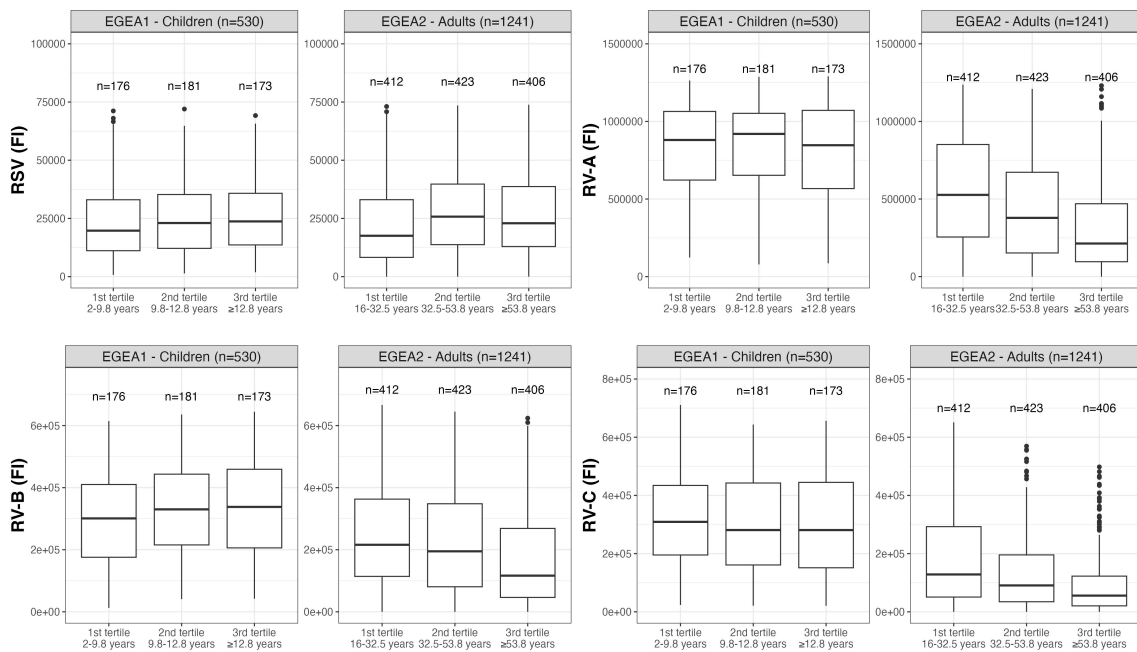 EGEA1 - Children (n=530)
EGEA2 - Adults (n=1241)
RSV (FI)
100000
75000
50000
25000
0
n=176
n=181
n=173
1st tertile
2-9.8 years
2nd tertile
9.8-12.8 years
3rd tertile
≥12.8 years
100000
75000
50000
25000
0
n=412
n=423
n=406
1st tertile
16-32.5 years
2nd tertile
32.5-53.8 years
3rd tertile
≥53.8 years
EGEA1 - Children (n=530)
EGEA2 - Adults (n=1241)
RV-A (FI)
1500000
1000000
500000
0
n=176
n=181
n=173
1st tertile
2-9.8 years
2nd tertile
9.8-12.8 years
3rd tertile
≥12.8 years
1500000
1000000
500000
0
n=412
n=423
n=406
1st tertile
16-32.5 years
2nd tertile
32.5-53.8 years
3rd tertile
≥53.8 years
EGEA1 - Children (n=530)
EGEA2 - Adults (n=1241)
RV-B (FI)
6e+05
4e+05
2e+05
0e+00
n=176
n=181
n=173
1st tertile
2-9.8 years
2nd tertile
9.8-12.8 years
3rd tertile
≥12.8 years
6e+05
4e+05
2e+05
0e+00
n=412
n=423
n=406
1st tertile
16-32.5 years
2nd tertile
32.5-53.8 years
3rd tertile
≥53.8 years
EGEA1 - Children (n=530)
EGEA2 - Adults (n=1241)
RV-C (FI)
8e+05
6e+05
4e+05
2e+05
0e+00
n=176
n=181
n=173
1st tertile
2-9.8 years
2nd tertile
9.8-12.8 years
3rd tertile
≥12.8 years
8e+05
6e+05
4e+05
2e+05
0e+00
n=412
n=423
n=406
1st tertile
16-32.5 years
2nd tertile
32.5-53.8 years
3rd tertile
≥53.8 years